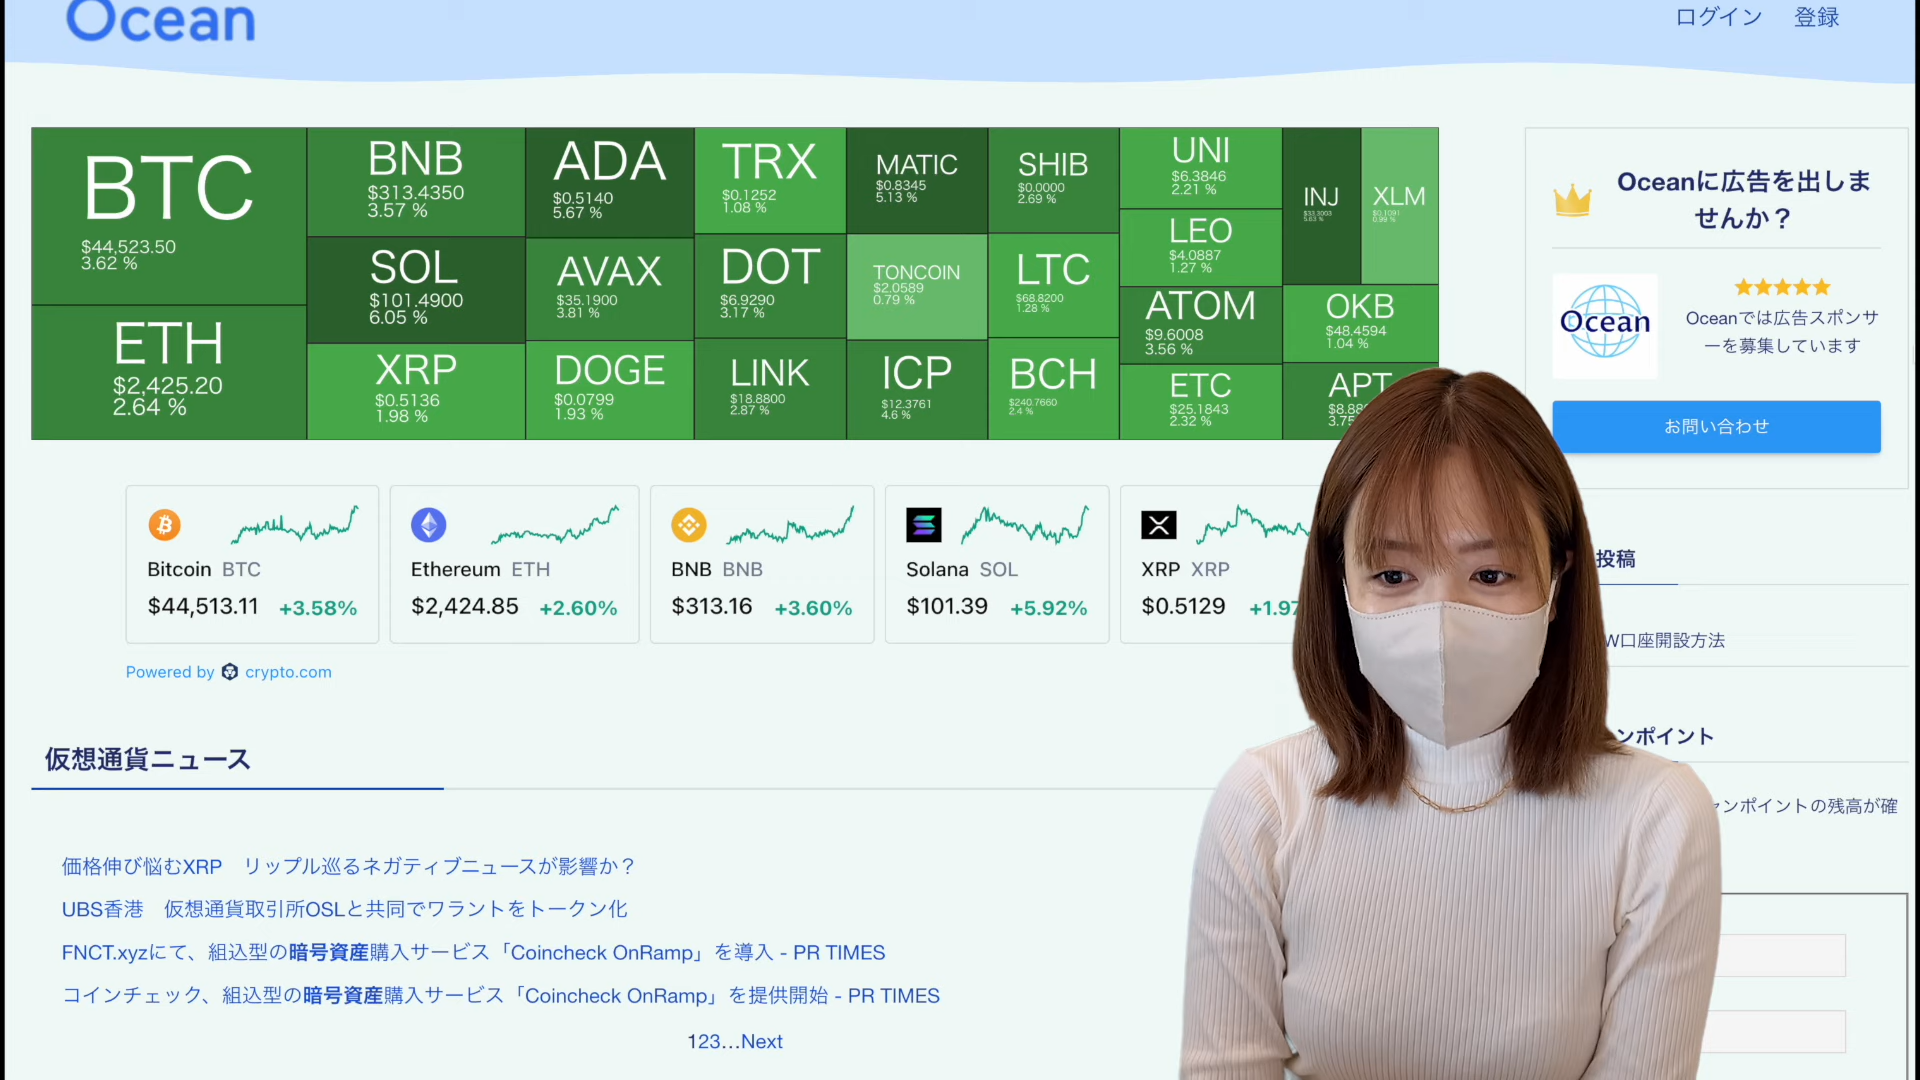 Ocean
ログイン 登録
BTC
$44,523.50
3.62 %
ETH
$2,425.20
2.64 %
BNB
$313.4350
3.57 %
SOL
$101.4900
6.05 %
XRP
$0.5136
1.98 %
ADA
$0.5140
5.67 %
AVAX
$35.1900
3.81 %
DOGE
$0.0799
1.93 %
TRX
$0.1252
1.08 %
DOT
$6.9290
3.17 %
LINK
$18.8800
2.87 %
MATIC
$0.8345
5.13 %
TONCOIN
$2.0589
0.79 %
ICP
$12.3761
4.6 %
SHIB
$0.0000
2.69 %
LTC
$68.8200
1.28 %
BCH
$240.7660
2.4 %
UNI
$6.3846
2.21 %
LEO
$4.0887
1.27 %
ATOM
$9.6008
3.56 %
ETC
$25.1843
2.32 %
INJ
XLM
OKB
$48.4594
1.04 %
APT
Oceanに広告を出しま
せんか？
Ocean
Oceanでは広告スポンサ
ーを募集しています
お問い合わせ
Bitcoin BTC
$44,513.11 +3.58%
Ethereum ETH
$2,424.85 +2.60%
BNB BNB
$313.16 +3.60%
Solana SOL
$101.39 +5.92%
XRP XRP
$0.5129 +1.97
Powered by crypto.com
投稿
W口座開設方法
ンポイント
ャンポイントの残高が確
仮想通貨ニュース
価格伸び悩むXRP　リップル巡るネガティブニュースが影響か？
UBS香港　仮想通貨取引所OSLと共同でワラントをトークン化
FNCT.xyzにて、組込型の暗号資産購入サービス「Coincheck OnRamp」を導入 - PR TIMES
コインチェック、組込型の暗号資産購入サービス「Coincheck OnRamp」を提供開始 - PR TIMES
123…Next